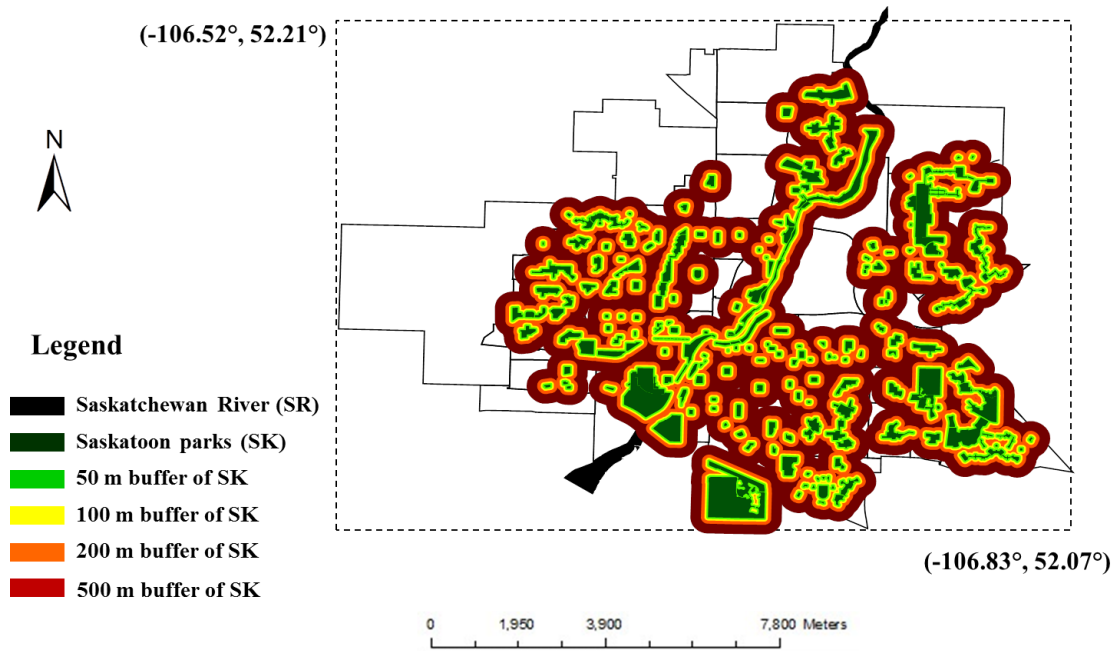 (-106.52°, 52.21°)
N
Legend
Saskatchewan River (SR)
Saskatoon parks (SK)
50 m buffer of SK
100 m buffer of SK
200 m buffer of SK
500 m buffer of SK
(-106.83°, 52.07°)
0 1,950 3,900 7,800 Meters